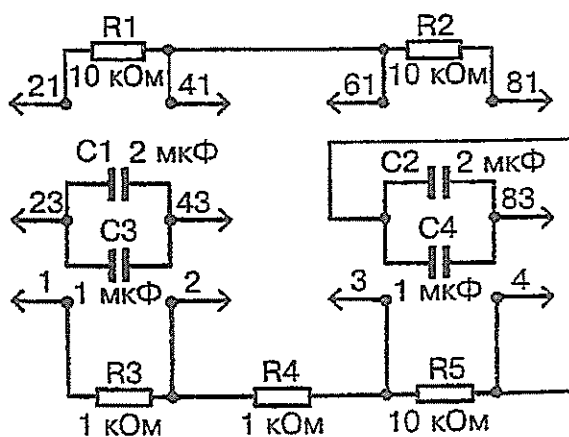 R1 R2
10 кОм 10 кОм
21 41 61 81
C1 2 мкФ C2 2 мкФ
23 43 83
C3 C4
1 1 мкФ 2 3 1 мкФ 4
R3 R4 R5
1 кОм 1 кОм 10 кОм